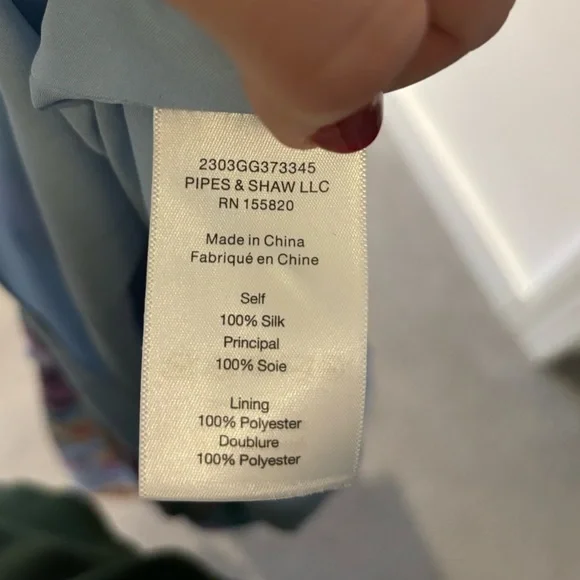 2303GG373345
PIPES & SHAW LLC
RN 155820
Made in China
Fabriqué en Chine
Self
100% Silk
Principal
100% Soie
Lining
100% Polyester
Doublure
100% Polyester